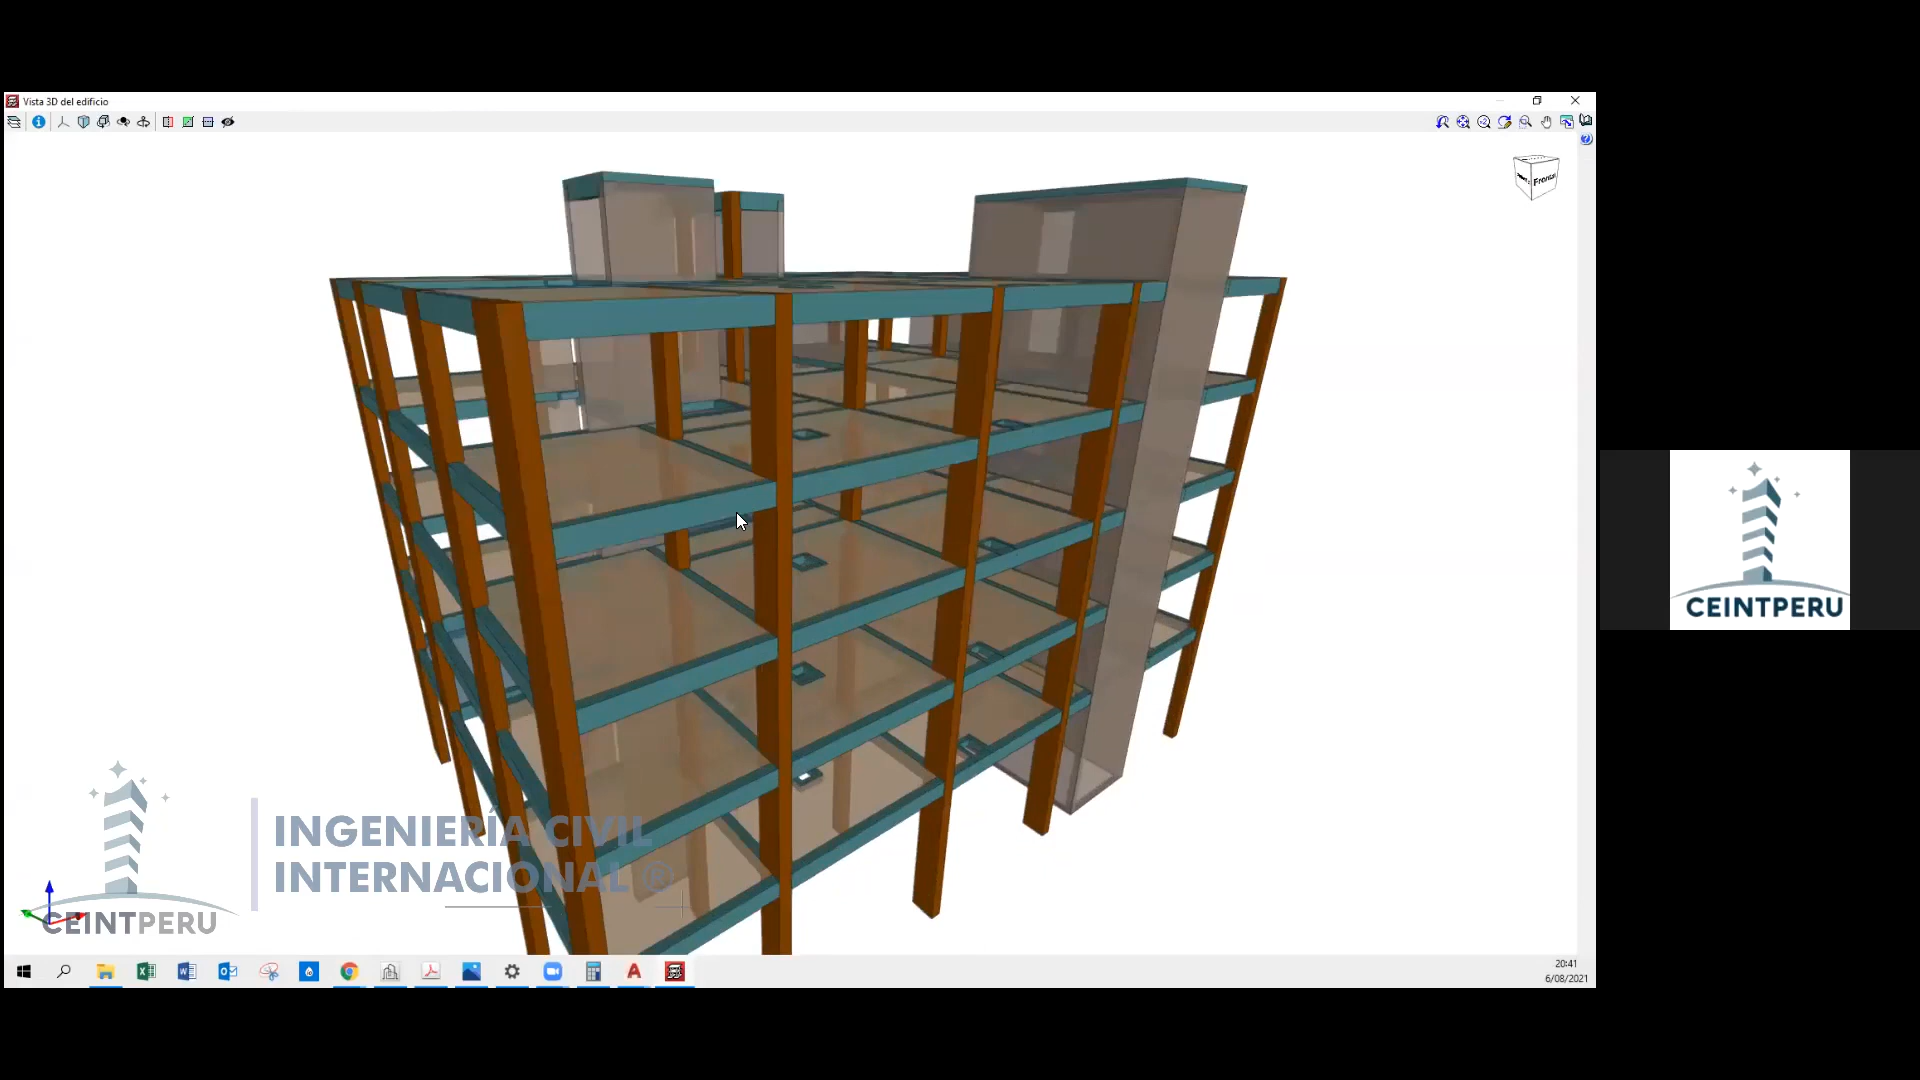 Vista 3D del edificio
Frontal
CEINTPERU
INGENIERÍA CIVIL
INTERNACIONAL ®
CEINTPERU
20:41
6/08/2021